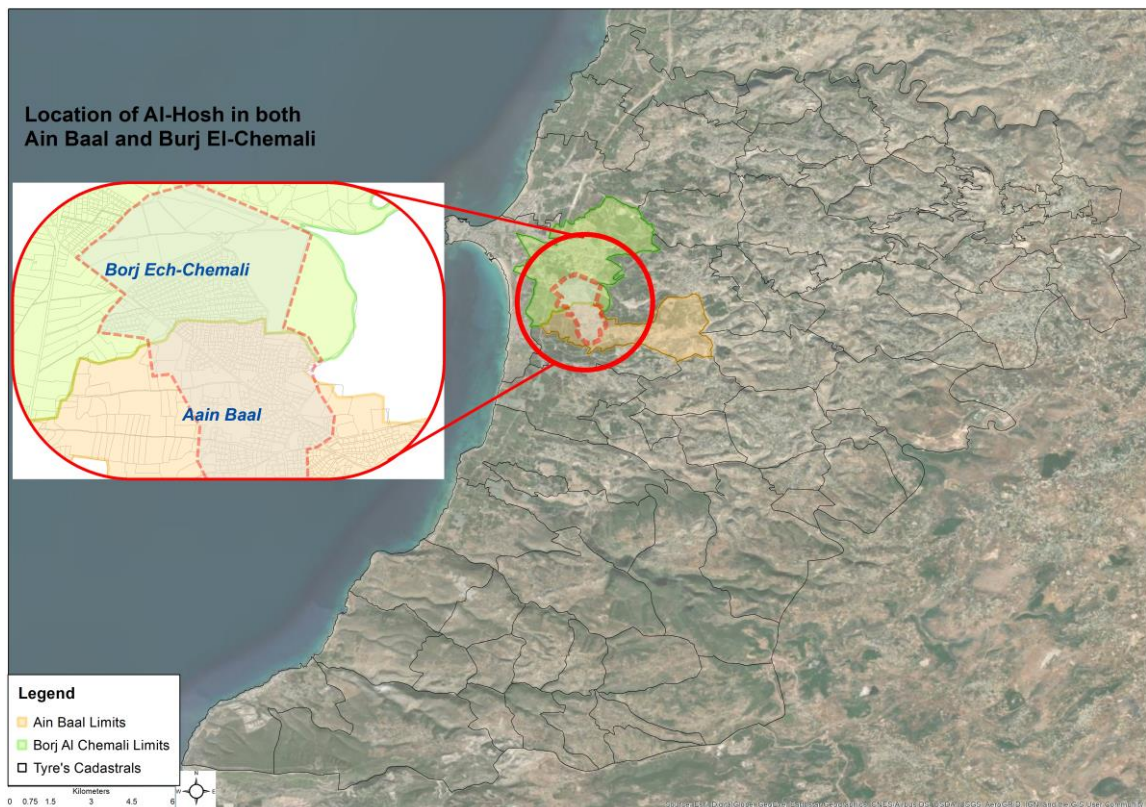 Location of Al-Hosh in both
Ain Baal and Burj El-Chemali
Borj Ech-Chemali
Aain Baal
Legend
Ain Baal Limits
Borj Al Chemali Limits
Tyre's Cadastrals
Kilometers
0 0.75 1.5 3 4.5 6
N
W E
S